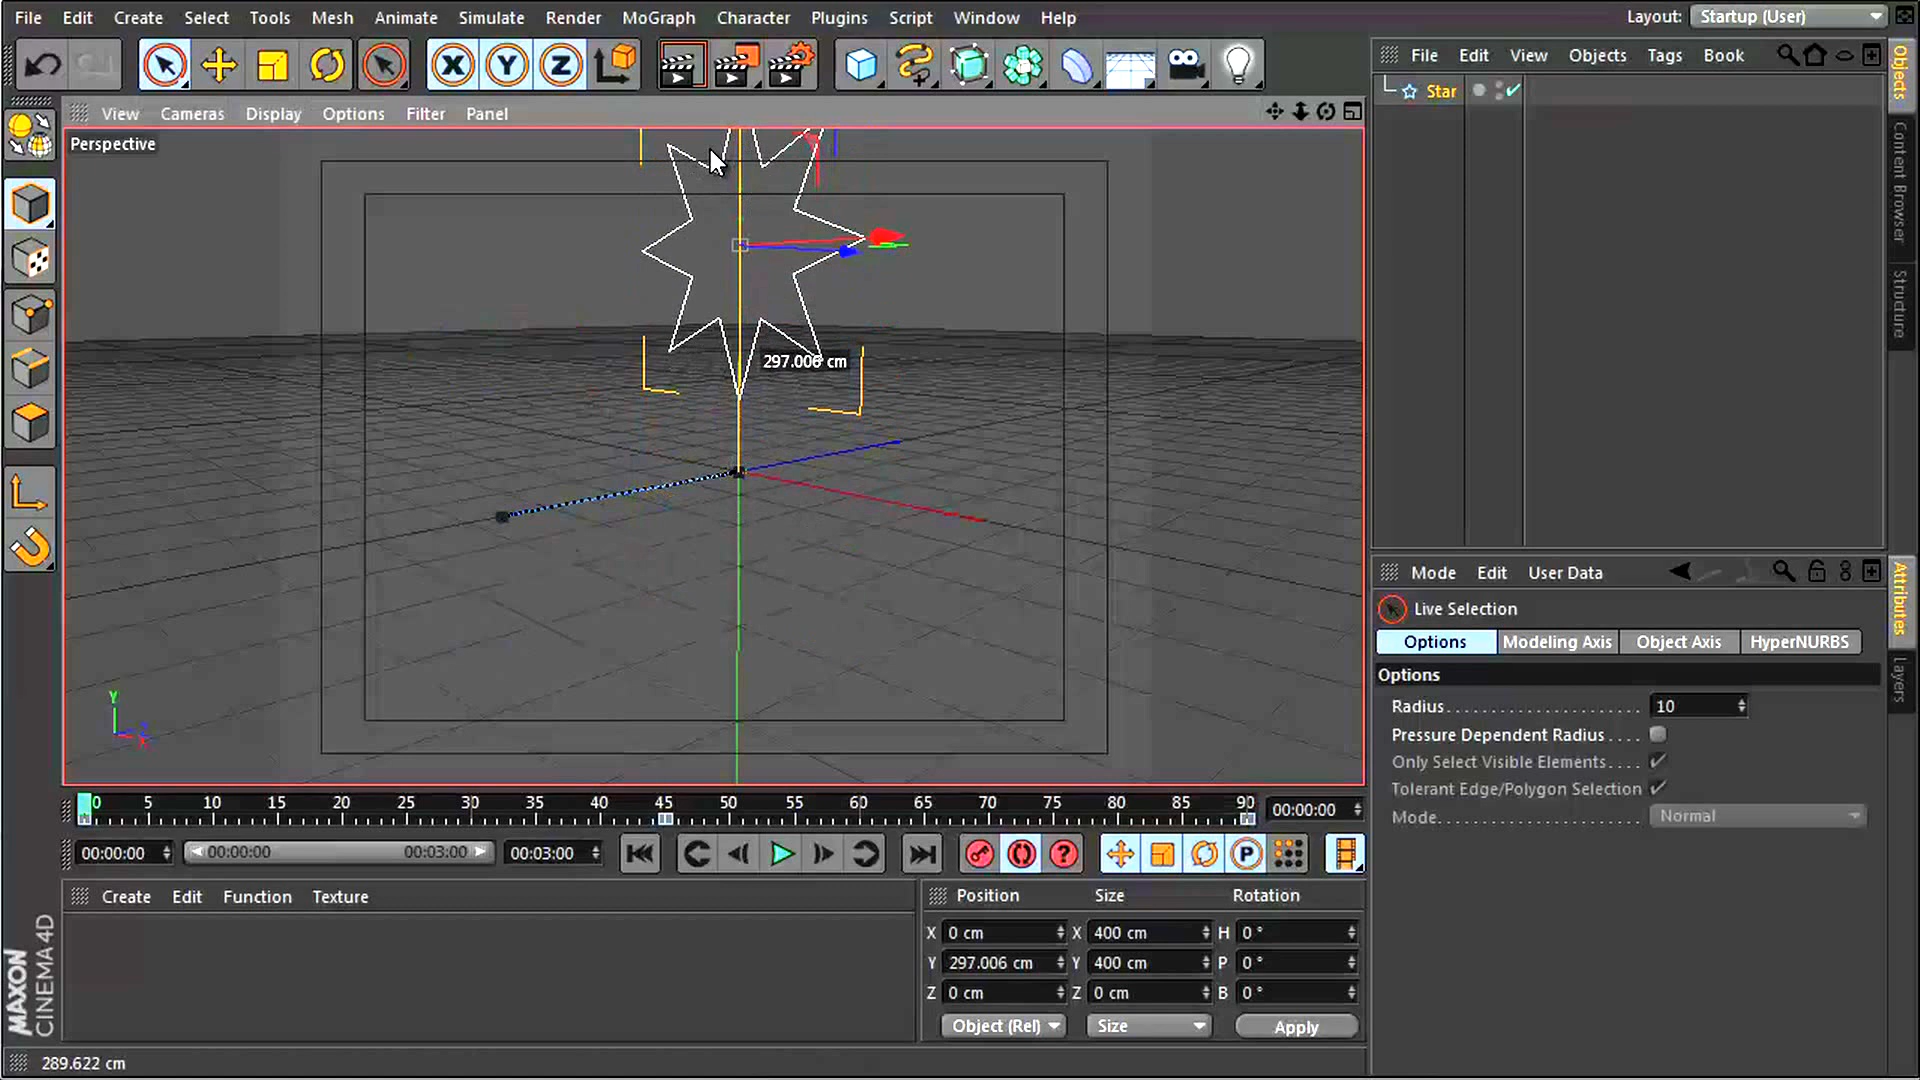 File Edit Create Select Tools Mesh Animate Simulate Render MoGraph Character Plugins Script Window Help
Layout: Startup (User)
File Edit View Objects Tags Book
Star
Objects
Content Browser
Structure
View Cameras Display Options Filter Panel
Perspective
297.006 cm
Y
Z
X
Mode Edit User Data
Live Selection
Options Modeling Axis Object Axis HyperNURBS
Options
Radius 10
Pressure Dependent Radius
Only Select Visible Elements
Tolerant Edge/Polygon Selection
Mode Normal
Attributes
Layers
0 5 10 15 20 25 30 35 40 45 50 55 60 65 70 75 80 85 90
00:00:00
00:00:00 00:00:00 00:03:00 00:03:00
Create Edit Function Texture
Position Size Rotation
X 0 cm X 400 cm H 0 °
Y 297.006 cm Y 400 cm P 0 °
Z 0 cm Z 0 cm B 0 °
Object (Rel) Size Apply
MAXON
CINEMA 4D
289.622 cm